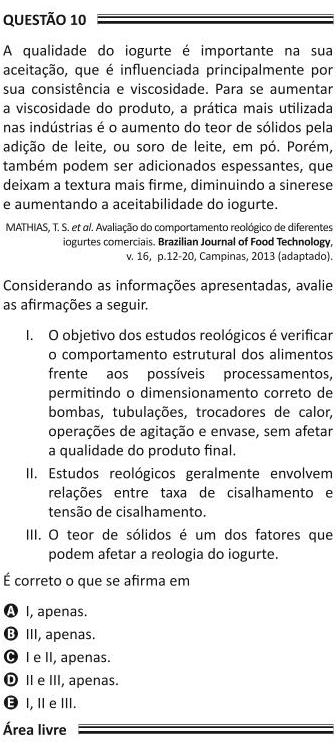 QUESTÃO 10
A qualidade do iogurte é importante na sua
aceitação, que é influenciada principalmente por
sua consistência e viscosidade. Para se aumentar
a viscosidade do produto, a prática mais utilizada
nas indústrias é o aumento do teor de sólidos pela
adição de leite, ou soro de leite, em pó. Porém,
também podem ser adicionados espessantes, que
deixam a textura mais firme, diminuindo a sinerese
e aumentando a aceitabilidade do iogurte.
MATHIAS, T. S. et al. Avaliação do comportamento reológico de diferentes
iogurtes comerciais. Brazilian Journal of Food Technology,
v. 16, p.12-20, Campinas, 2013 (adaptado).
Considerando as informações apresentadas, avalie
as afirmações a seguir.
I. O objetivo dos estudos reológicos é verificar
o comportamento estrutural dos alimentos
frente aos possíveis processamentos,
permitindo o dimensionamento correto de
bombas, tubulações, trocadores de calor,
operações de agitação e envase, sem afetar
a qualidade do produto final.
II. Estudos reológicos geralmente envolvem
relações entre taxa de cisalhamento e
tensão de cisalhamento.
III. O teor de sólidos é um dos fatores que
podem afetar a reologia do iogurte.
É correto o que se afirma em
A I, apenas.
B III, apenas.
C I e II, apenas.
D II e III, apenas.
E I, II e III.
Área livre